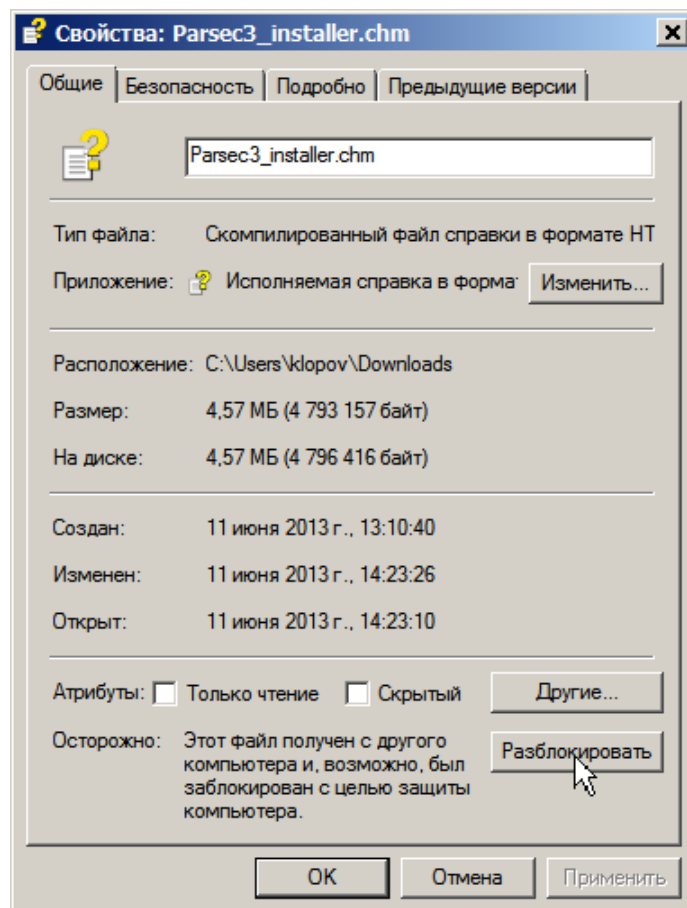 Свойства: Parsec3_installer.chm
Общие Безопасность Подробно Предыдущие версии
Parsec3_installer.chm
Тип файла: Скомпилированный файл справки в формате HT
Приложение: Исполняемая справка в форма Изменить...
Расположение: C:\Users\klopov\Downloads
Размер: 4,57 МБ (4 793 157 байт)
На диске: 4,57 МБ (4 796 416 байт)
Создан: 11 июня 2013 г., 13:10:40
Изменен: 11 июня 2013 г., 14:23:26
Открыт: 11 июня 2013 г., 14:23:10
Атрибуты: Только чтение Скрытый Другие...
Осторожно: Этот файл получен с другого Разблокировать
компьютера и, возможно, был
заблокирован с целью защиты
компьютера.
OK Отмена Применить